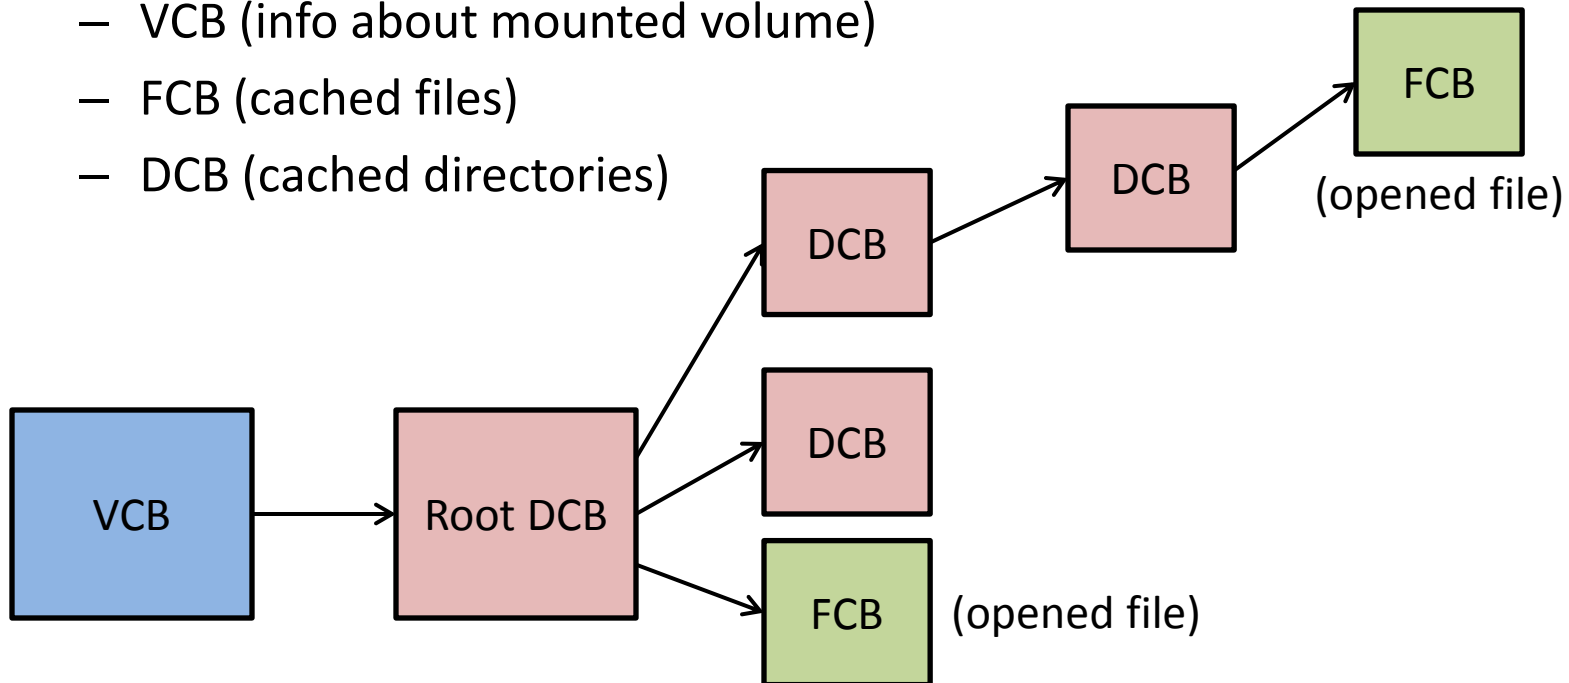 – VCB (info about mounted volume)
– FCB (cached files)
– DCB (cached directories)
FCB
(opened file)
DCB
DCB
DCB
VCB
Root DCB
FCB
(opened file)